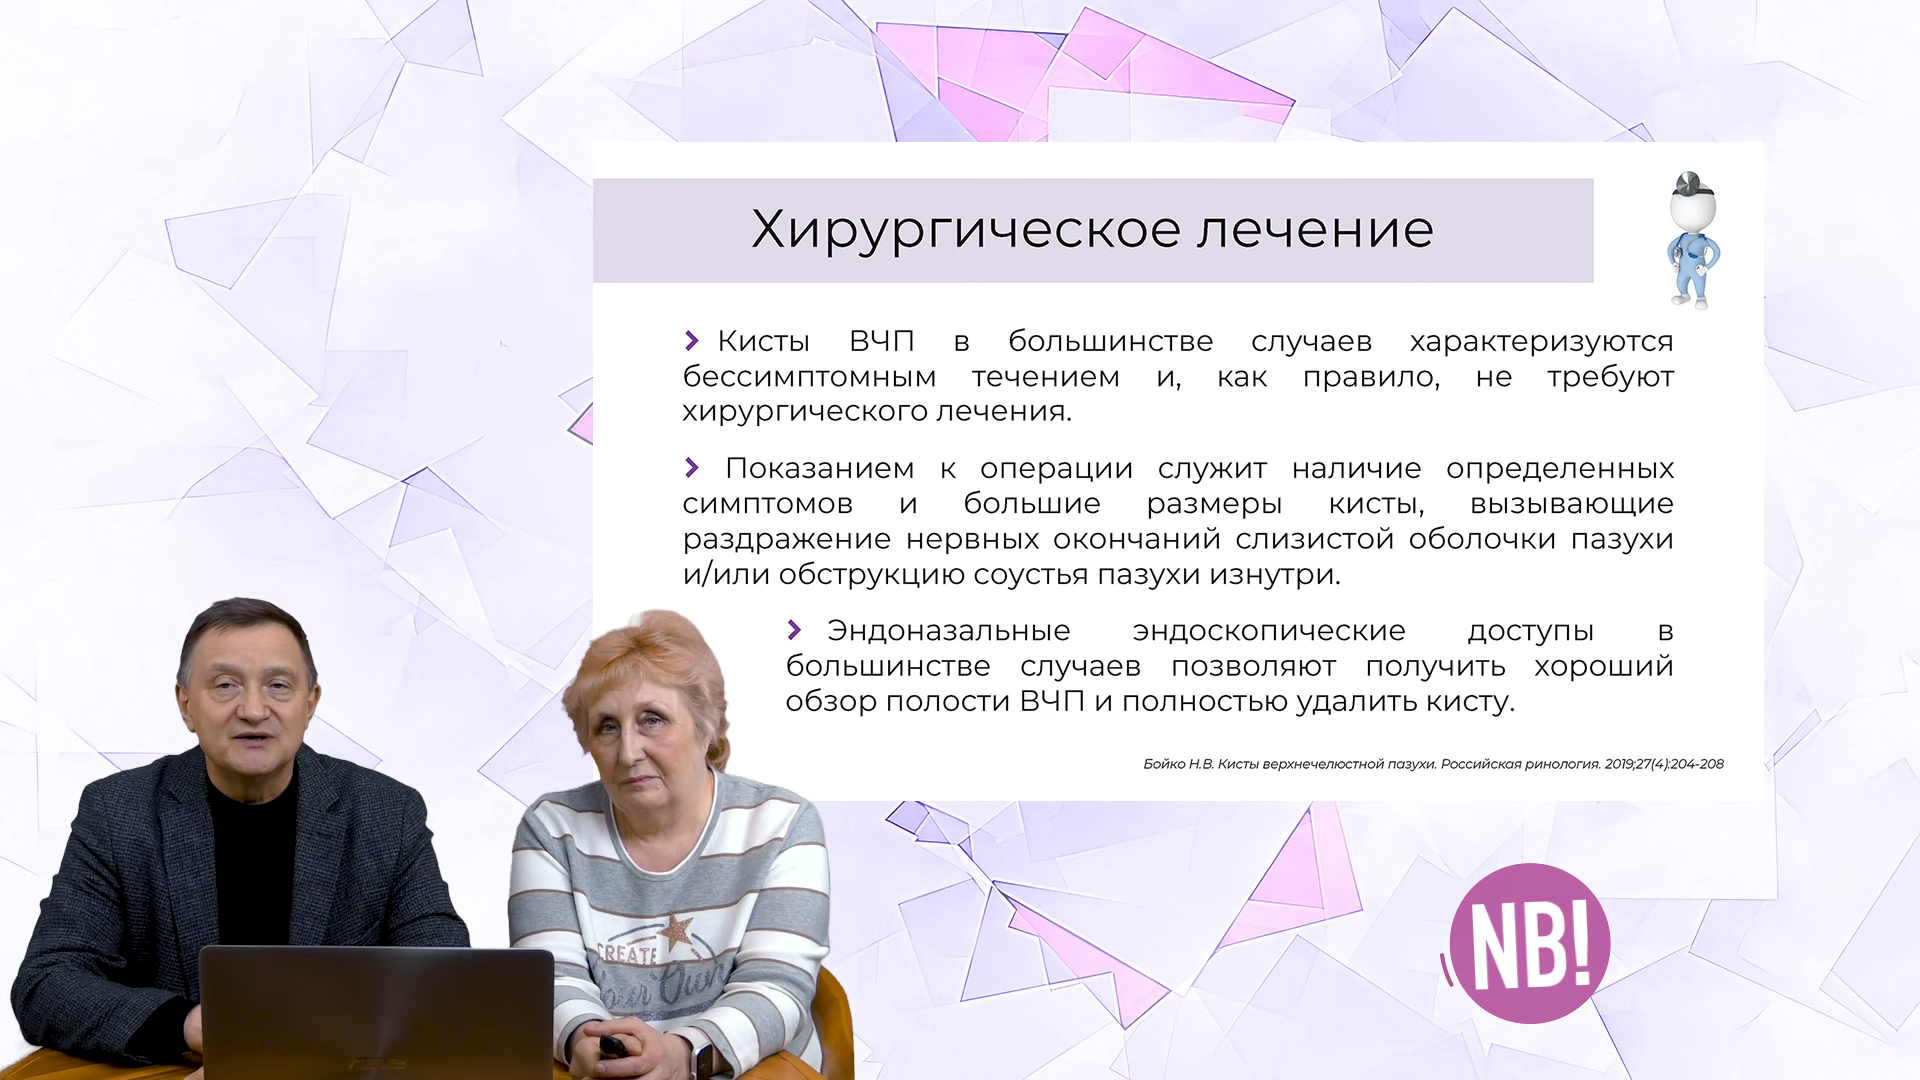 Хирургическое лечение
Кисты ВЧП в большинстве случаев характеризуются
бессимптомным течением и, как правило, не требуют
хирургического лечения.
Показанием к операции служит наличие определенных
симптомов и большие размеры кисты, вызывающие
раздражение нервных окончаний слизистой оболочки пазухи
и/или обструкцию соустья пазухи изнутри.
Эндоназальные эндоскопические доступы в
большинстве случаев позволяют получить хороший
обзор полости ВЧП и полностью удалить кисту.
Бойко Н.В. Кисты верхнечелюстной пазухи. Российская ринология. 2019;27(4):204-208
CREATE
Your Own
NB!